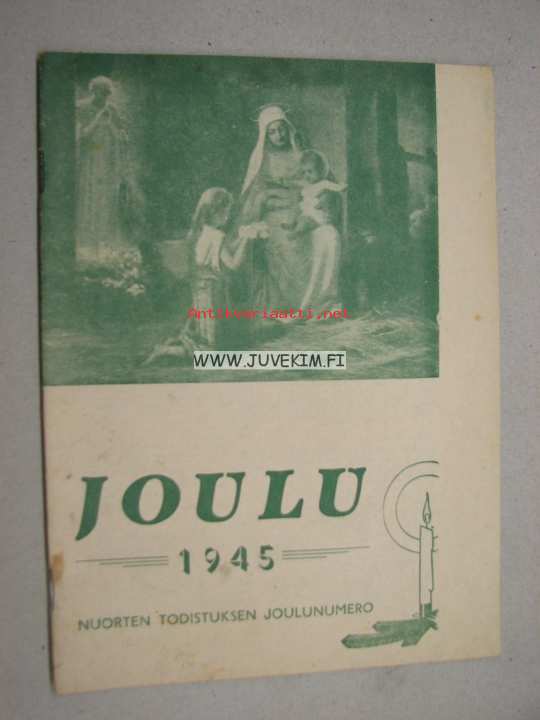 Antikvariaatti.net
WWW.JUVEKIM.FI
JOULU
1945
NUORTEN TODISTUKSEN JOULUNUMERO